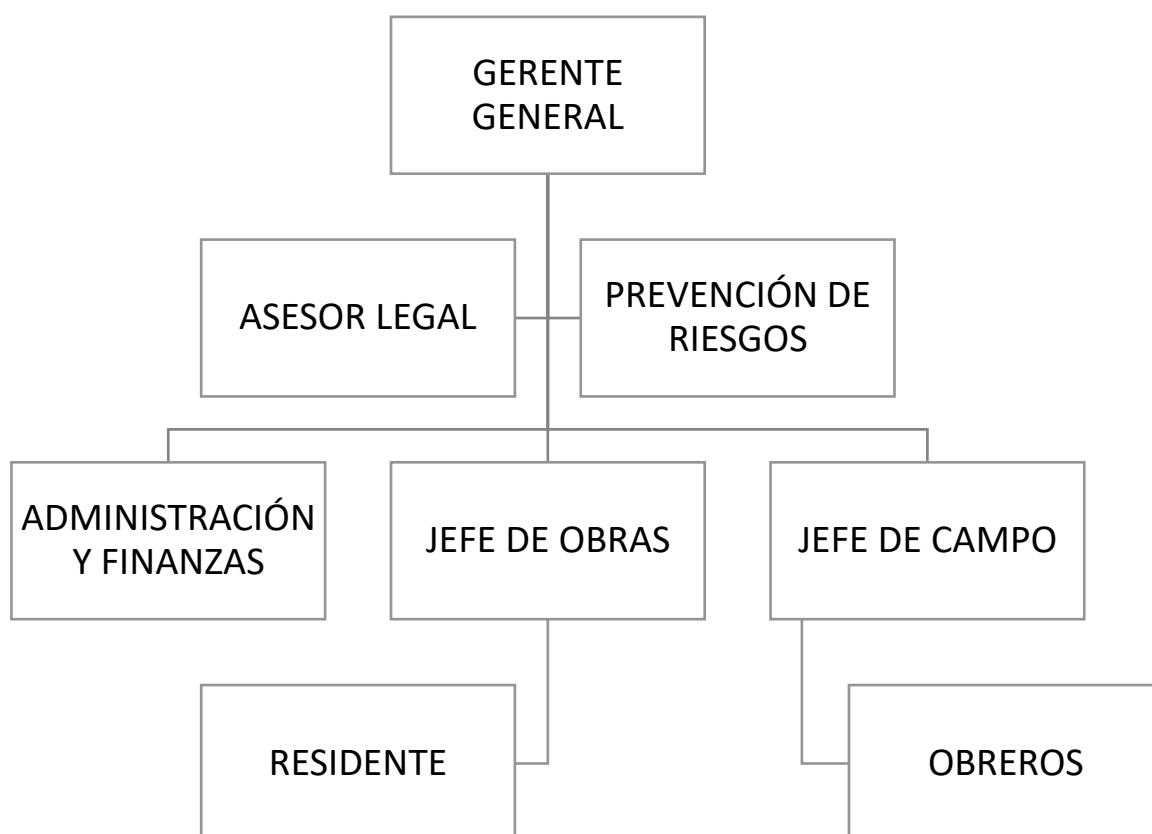 GERENTE
GENERAL
ASESOR LEGAL
PREVENCIÓN DE
RIESGOS
ADMINISTRACIÓN
Y FINANZAS
JEFE DE OBRAS
JEFE DE CAMPO
RESIDENTE
OBREROS